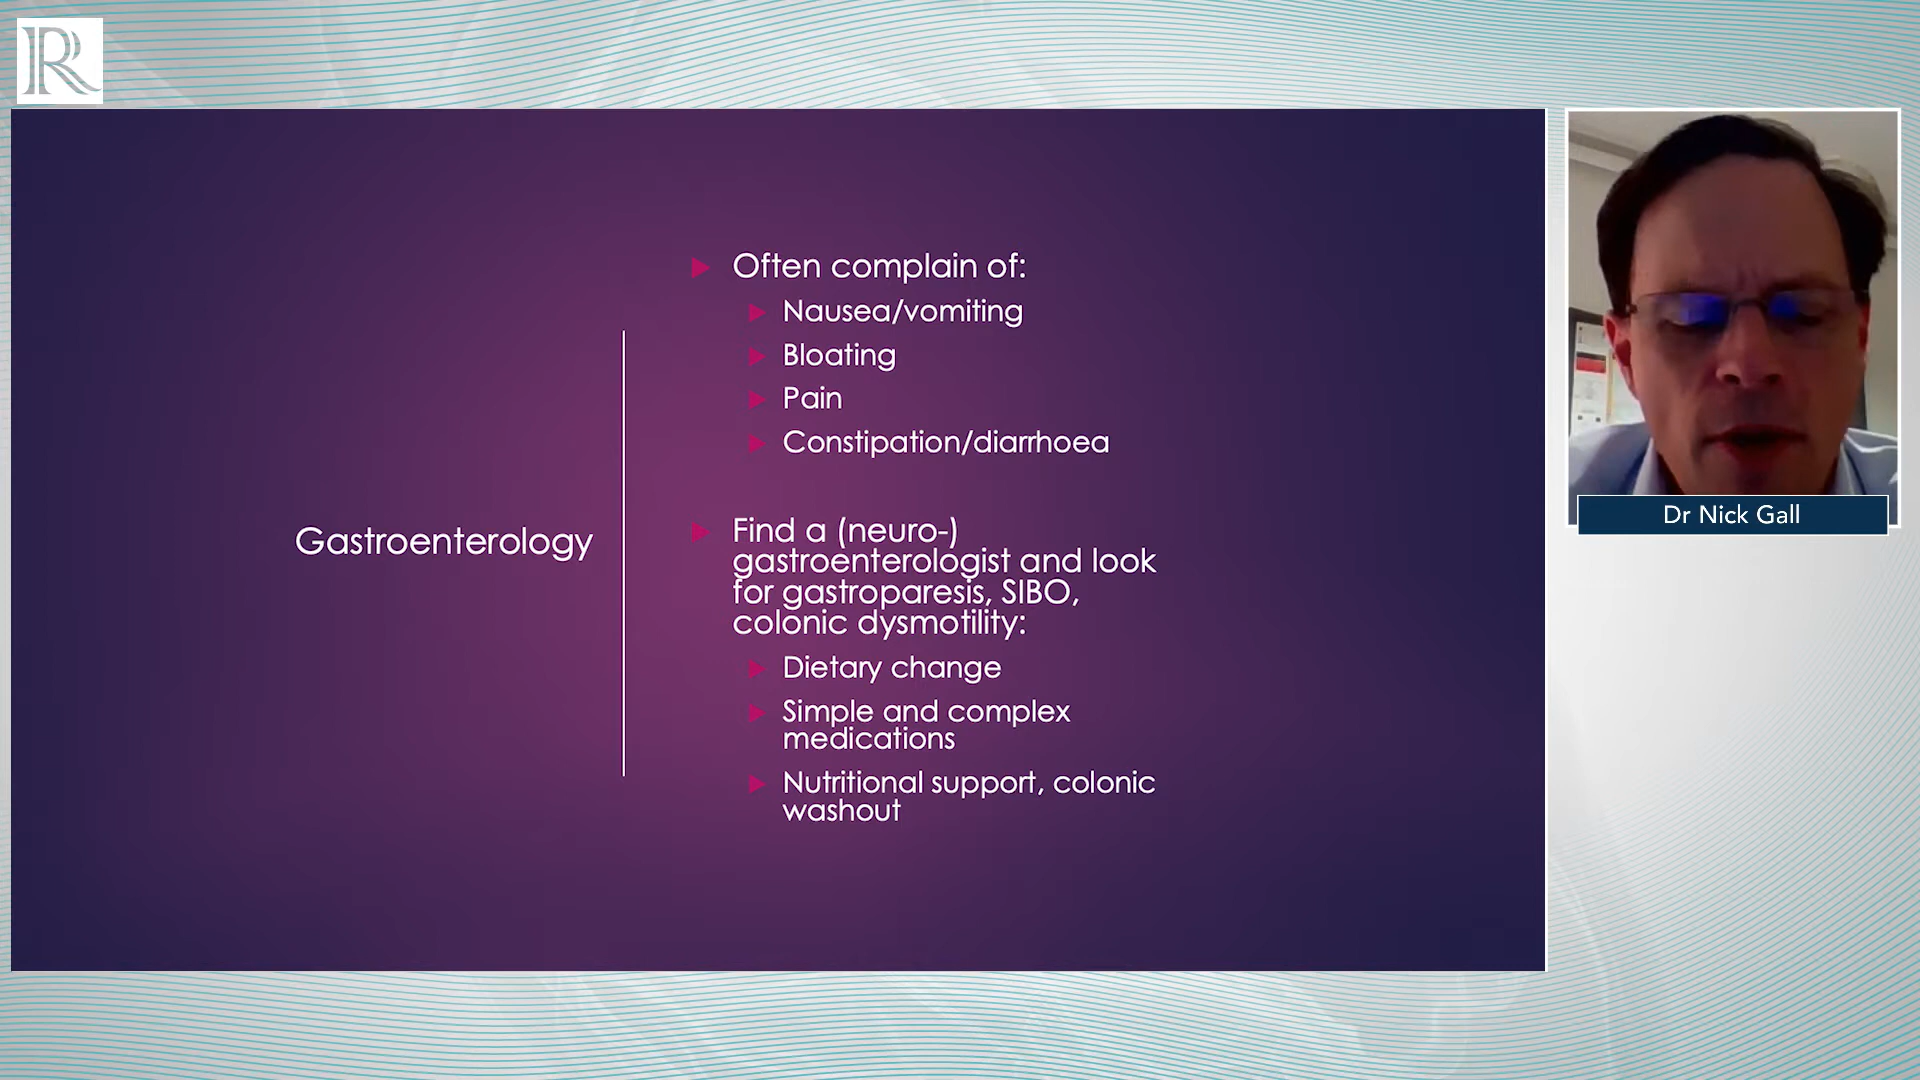 R
Gastroenterology
Often complain of:
Nausea/vomiting
Bloating
Pain
Constipation/diarrhoea
Find a (neuro-)
gastroenterologist and look
for gastroparesis, SIBO,
colonic dysmotility:
Dietary change
Simple and complex
medications
Nutritional support, colonic
washout
Dr Nick Gall